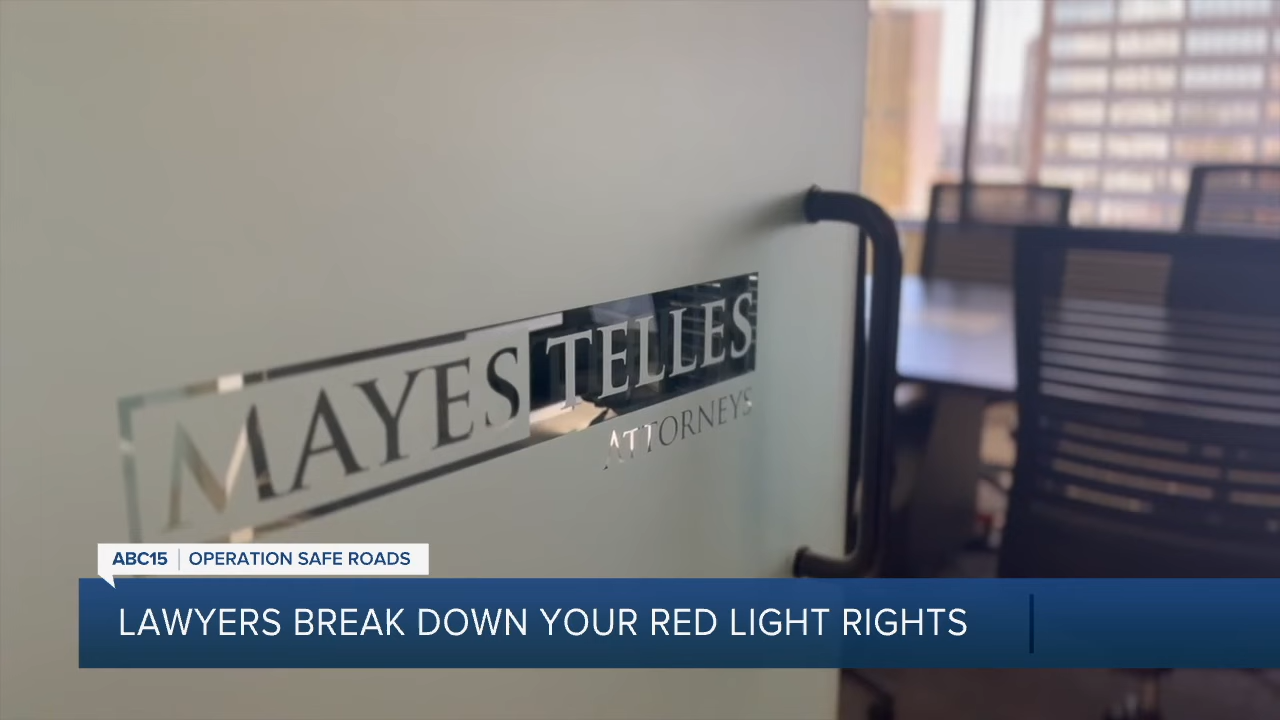 MAYES TELLES
ATTORNEYS
ABC15 | OPERATION SAFE ROADS
LAWYERS BREAK DOWN YOUR RED LIGHT RIGHTS